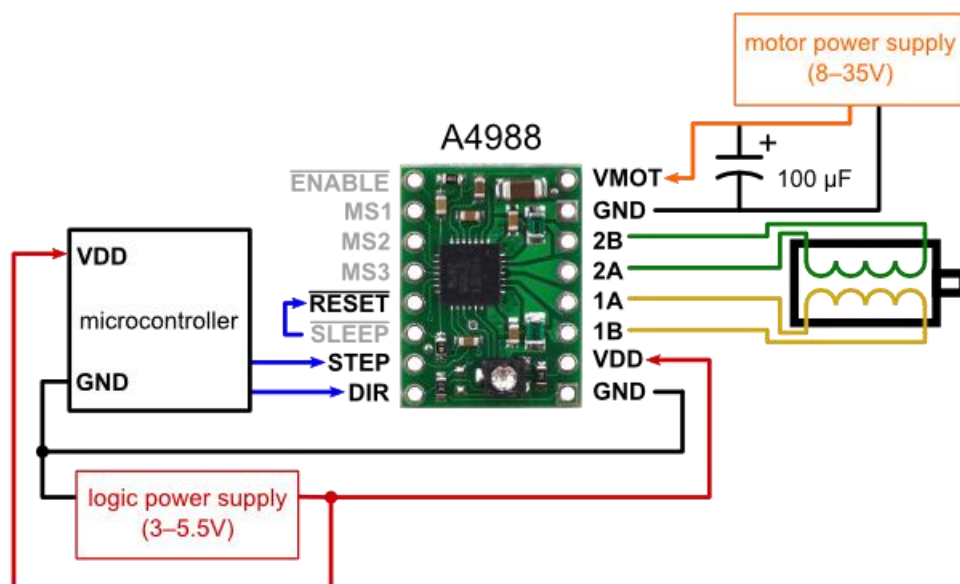 motor power supply
(8–35V)
A4988
ENABLE
VMOT
+
100 µF
MS1
GND
MS2
2B
VDD
MS3
2A
microcontroller
RESET
1A
SLEEP
1B
STEP
VDD
GND
DIR
GND
logic power supply
(3–5.5V)